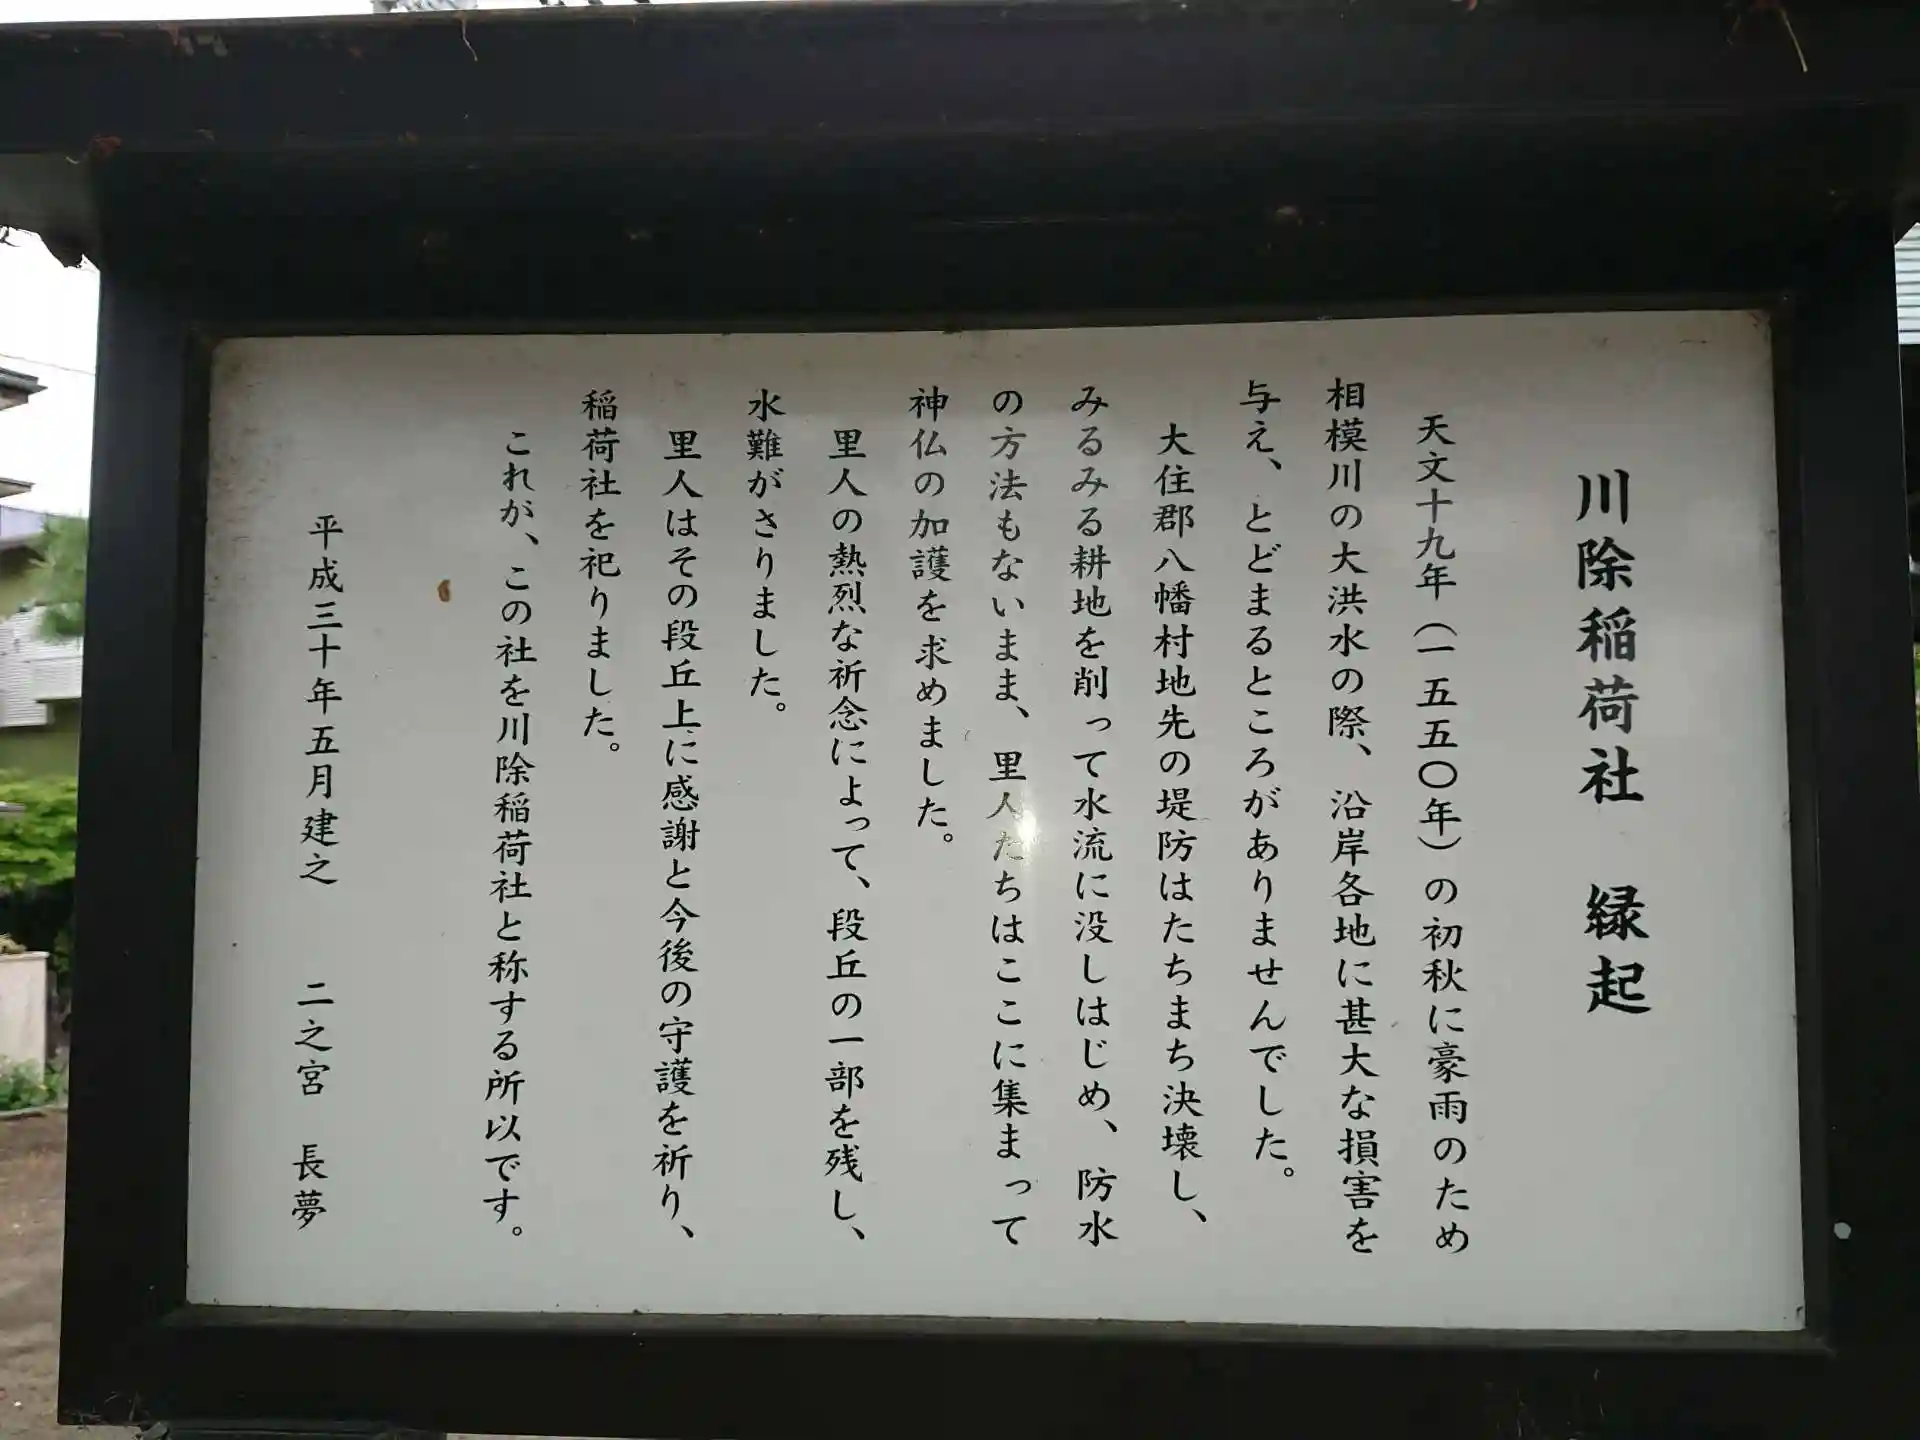 川除稲荷社　縁起
天文十九年（一五五〇年）の初秋に豪雨のため
相模川の大洪水の際、沿岸各地に甚大な損害を
与え、とどまるところがありませんでした。
大住郡八幡村地先の堤防はたちまち決壊し、
みるみる耕地を削って水流に没しはじめ、防水
の方法もないまま、里人たちはここに集まって
神仏の加護を求めました。
里人の熱烈な祈念によって、段丘の一部を残し、
水難がさりました。
里人はその段丘上に感謝と今後の守護を祈り、
稲荷社を祀りました。
これが、この社を川除稲荷社と称する所以です。
平成三十年五月建之　　二之宮　長夢